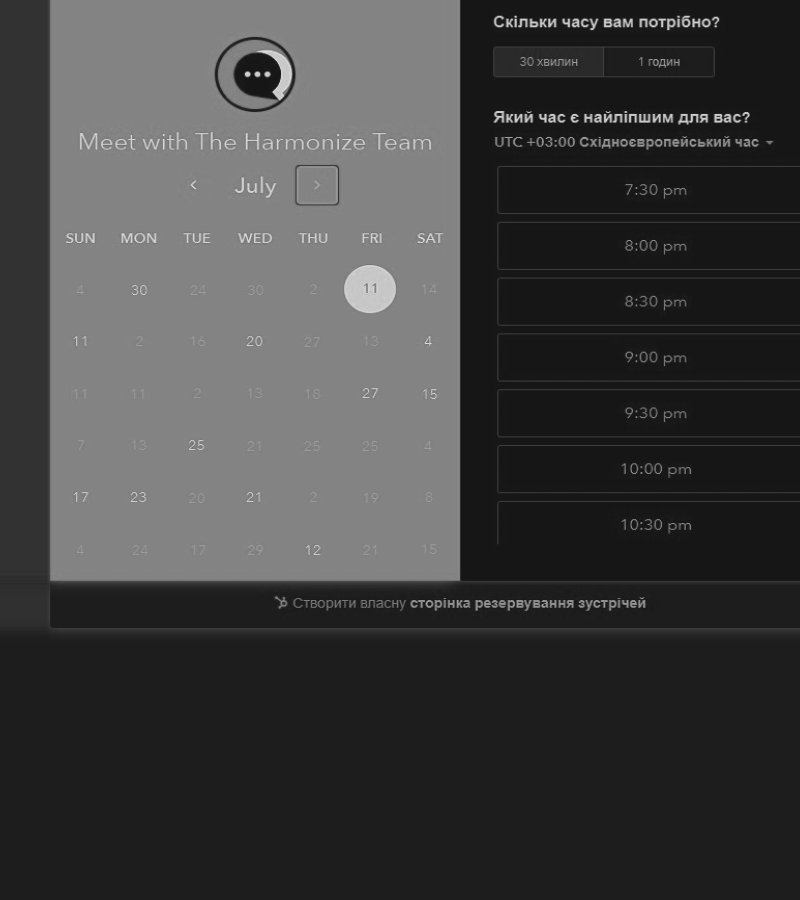 Meet with The Harmonize Team
July
SUN MON TUE WED THU FRI SAT
4 30 24 30 2 11 14
11 2 16 20 27 13 4
11 11 2 13 18 27 15
7 13 25 21 25 25 4
17 23 20 21 2 19 8
4 24 17 29 12 21 15
Скільки часу вам потрібно?
30 хвилин 1 годин
Який час є найліпшим для вас?
UTC +03:00 Східноєвропейський час
7:30 pm
8:00 pm
8:30 pm
9:00 pm
9:30 pm
10:00 pm
10:30 pm
Створити власну сторінка резервування зустрічей